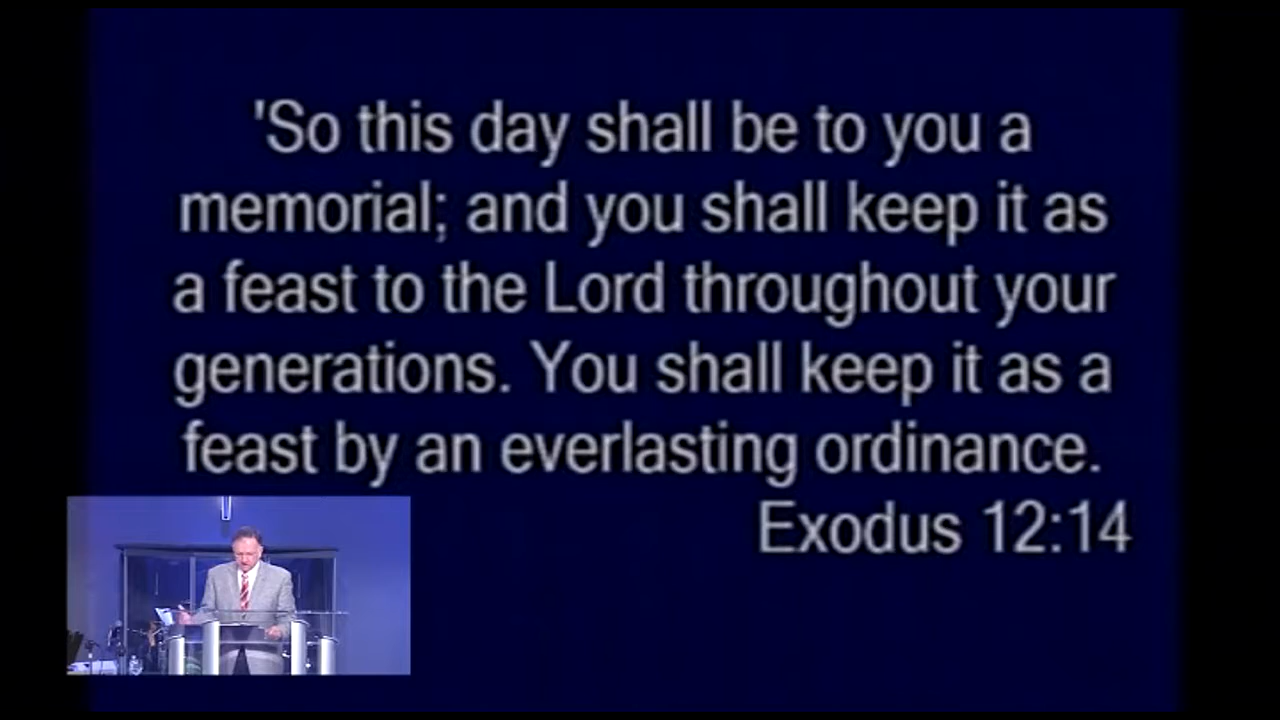 'So this day shall be to you a
memorial; and you shall keep it as
a feast to the Lord throughout your
generations. You shall keep it as a
feast by an everlasting ordinance.
Exodus 12:14